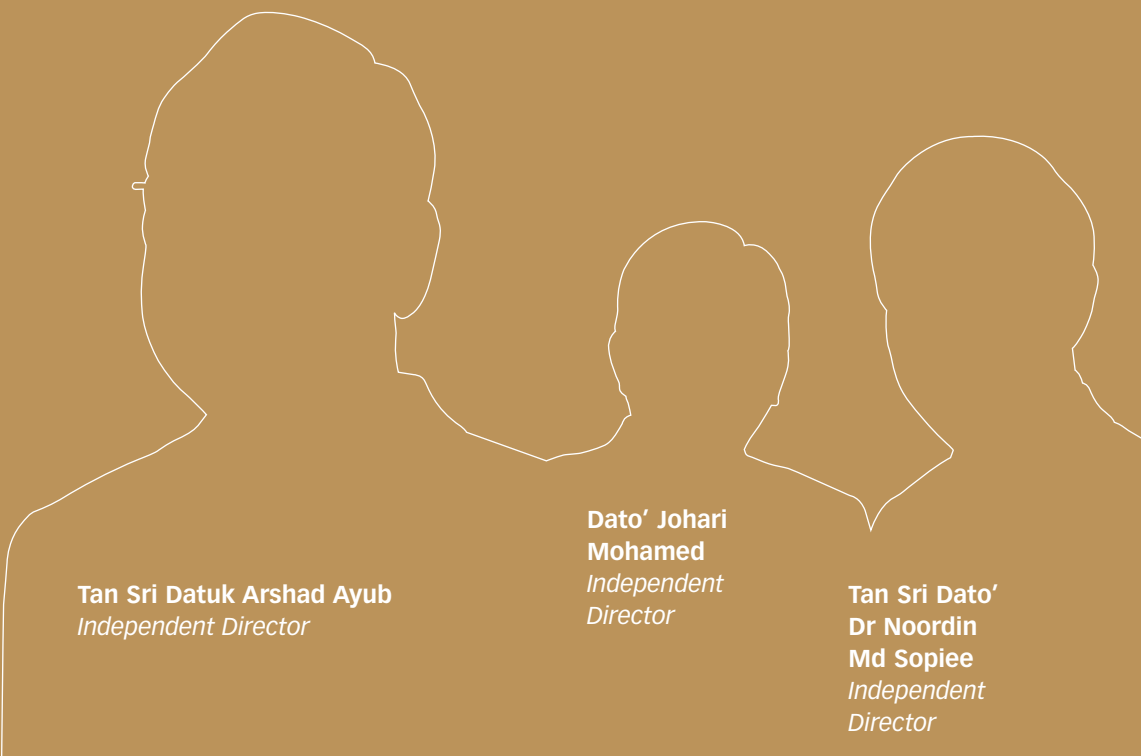 Tan Sri Datuk Arshad Ayub
Independent Director
Dato’ Johari
Mohamed
Independent
Director
Tan Sri Dato’
Dr Noordin
Md Sopiee
Independent
Director